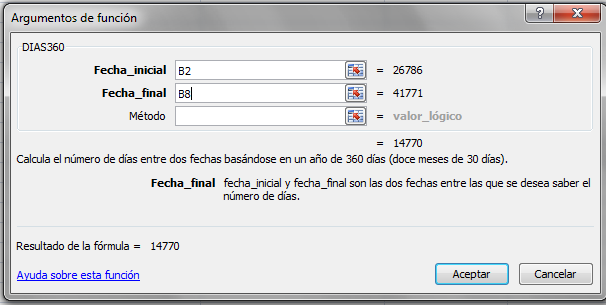 Argumentos de función
DIAS360
Fecha_inicial B2 = 26786
Fecha_final B8 = 41771
Método = valor_lógico
= 14770
Calcula el número de días entre dos fechas basándose en un año de 360 días (doce meses de 30 días).
Fecha_final fecha_inicial y fecha_final son las dos fechas entre las que se desea saber el
número de días.
Resultado de la fórmula = 14770
Ayuda sobre esta función
Aceptar Cancelar